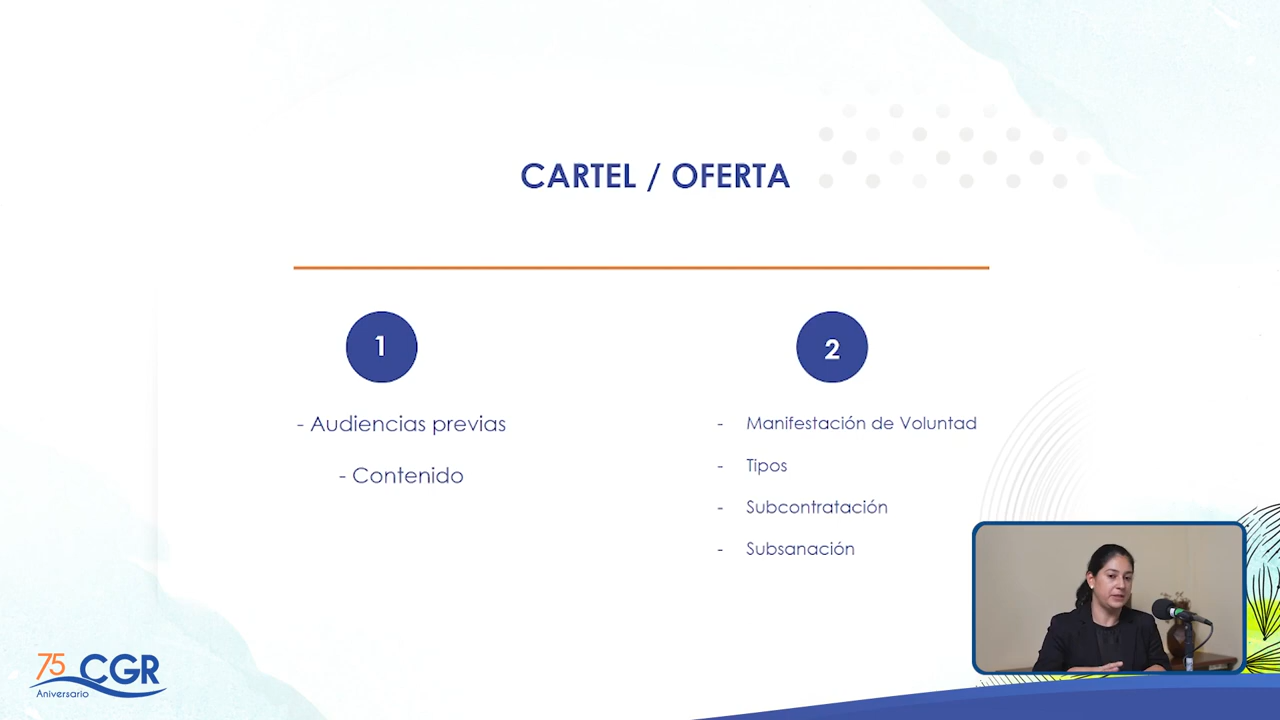 CARTEL / OFERTA
1
- Audiencias previas
- Contenido
2
- Manifestación de Voluntad
- Tipos
- Subcontratación
- Subsanación
75 CGR
Aniversario